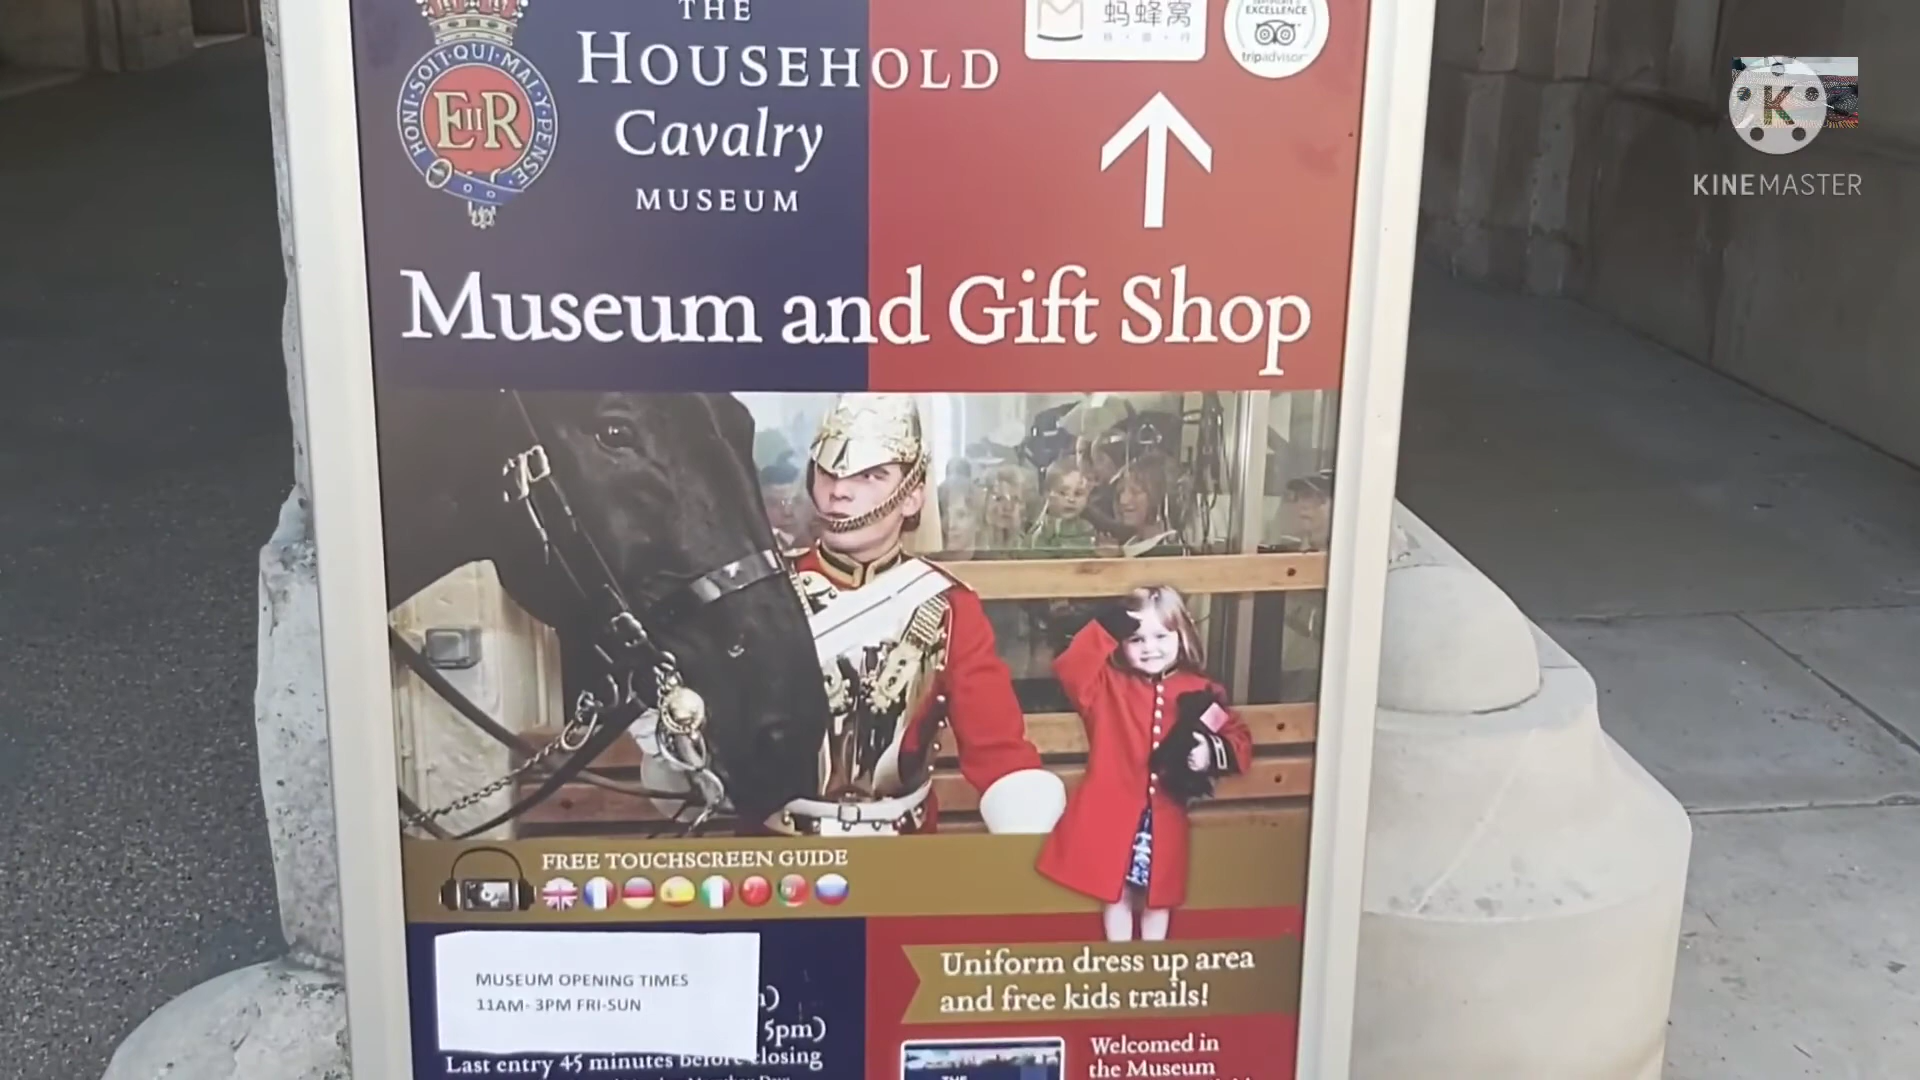 THE
HOUSEHOLD
Cavalry
MUSEUM
HONI·SOIT·QUI·MAL·Y·PENSE
EIIR
蚂蜂窝
EXCELLENCE
tripadvisor
KINEMASTER
Museum and Gift Shop
FREE TOUCHSCREEN GUIDE
MUSEUM OPENING TIMES
11AM- 3PM FRI-SUN
5pm)
Last entry 45 minutes before closing
Uniform dress up area
and free kids trails!
Welcomed in
the Museum